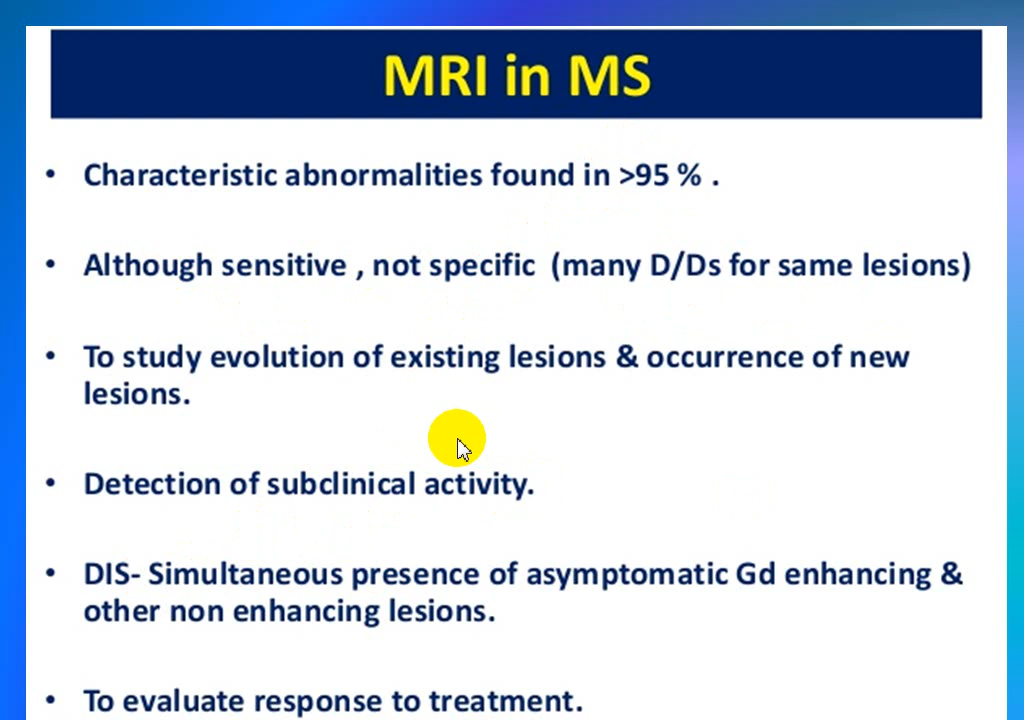 MRI in MS
• Characteristic abnormalities found in >95 % .
• Although sensitive , not specific (many D/Ds for same lesions)
• To study evolution of existing lesions & occurrence of new
lesions.
• Detection of subclinical activity.
• DIS- Simultaneous presence of asymptomatic Gd enhancing &
other non enhancing lesions.
• To evaluate response to treatment.